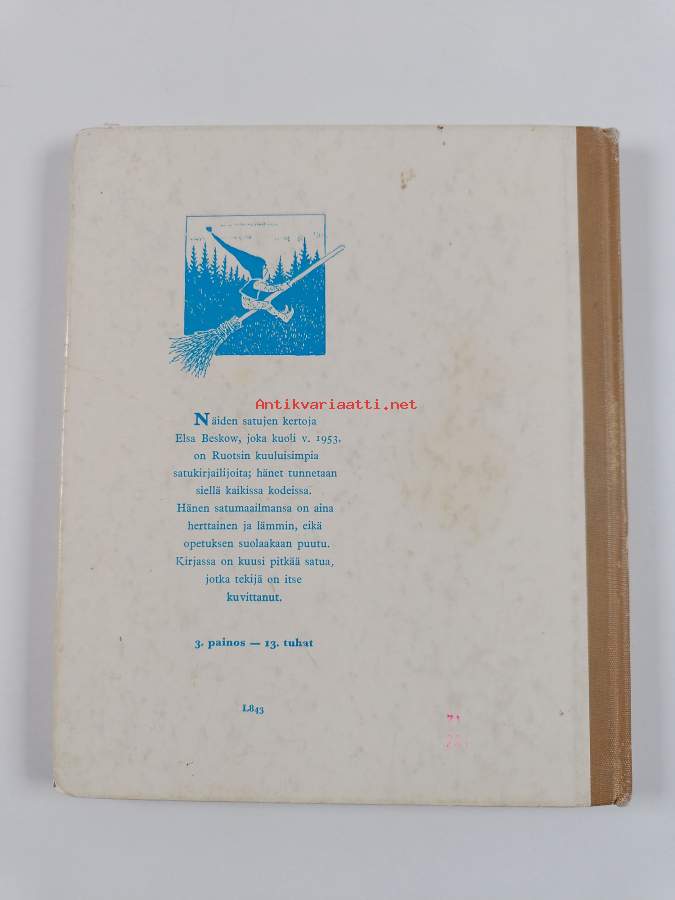 Antikvariaatti.net
Näiden satujen kertoja
Elsa Beskow, joka kuoli v. 1953,
on Ruotsin kuuluisimpia
satukirjailijoita; hänet tunnetaan
siellä kaikissa kodeissa.
Hänen satumaailmansa on aina
herttainen ja lämmin, eikä
opetuksen suolaakaan puutu.
Kirjassa on kuusi pitkää satua,
jotka tekijä on itse
kuvittanut.
3. painos — 13. tuhat
L843